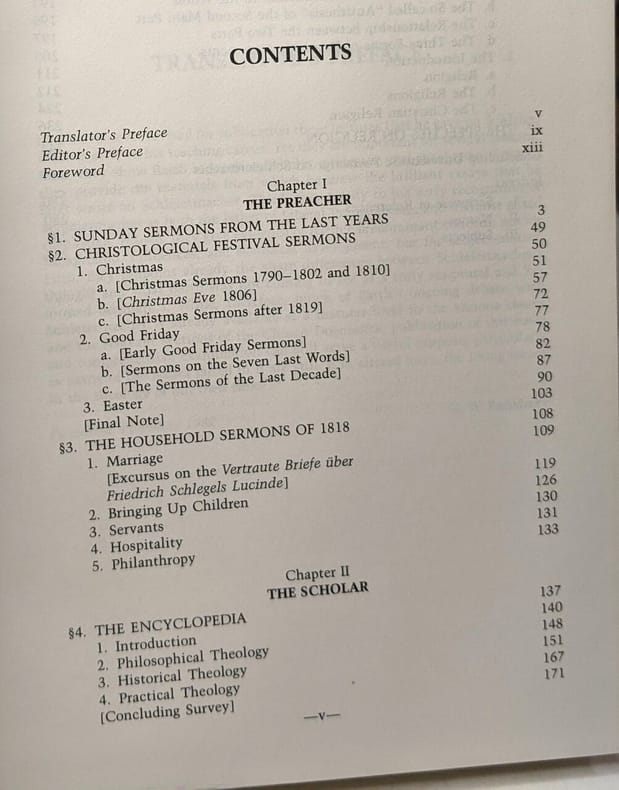 CONTENTS
Translator's Preface v
Editor's Preface ix
Foreword xiii
Chapter I
THE PREACHER
§1. SUNDAY SERMONS FROM THE LAST YEARS 3
§2. CHRISTOLOGICAL FESTIVAL SERMONS 49
1. Christmas 50
a. [Christmas Sermons 1790–1802 and 1810] 51
b. [Christmas Eve 1806] 57
c. [Christmas Sermons after 1819] 72
2. Good Friday 77
a. [Early Good Friday Sermons] 78
b. [Sermons on the Seven Last Words] 82
c. [The Sermons of the Last Decade] 87
3. Easter 90
[Final Note] 103
§3. THE HOUSEHOLD SERMONS OF 1818 108
1. Marriage 109
[Excursus on the Vertraute Briefe über
Friedrich Schlegels Lucinde] 119
2. Bringing Up Children 126
3. Servants 130
4. Hospitality 131
5. Philanthropy 133
Chapter II
THE SCHOLAR
§4. THE ENCYCLOPEDIA 137
1. Introduction 140
2. Philosophical Theology 148
3. Historical Theology 151
4. Practical Theology 167
[Concluding Survey] 171
—v—